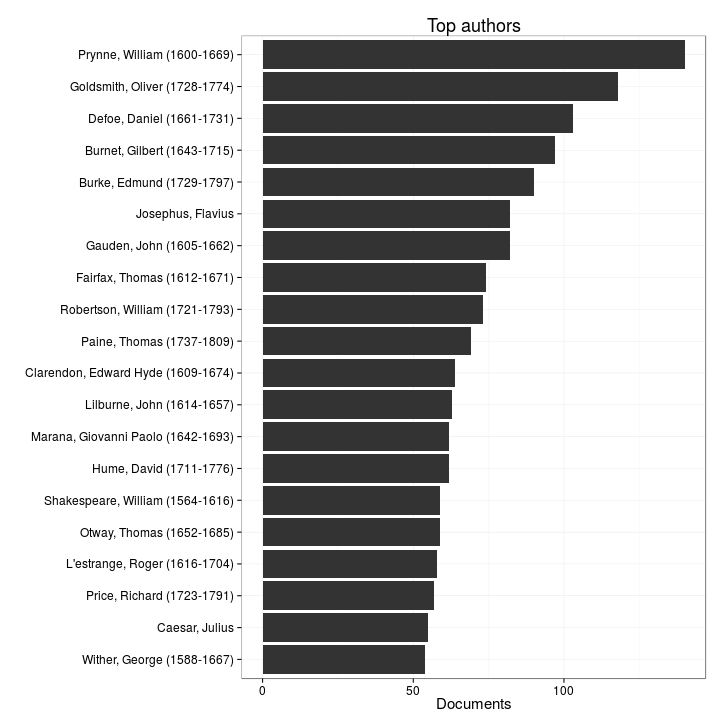 Top authors
Prynne, William (1600-1669)
Goldsmith, Oliver (1728-1774)
Defoe, Daniel (1661-1731)
Burnet, Gilbert (1643-1715)
Burke, Edmund (1729-1797)
Josephus, Flavius
Gauden, John (1605-1662)
Fairfax, Thomas (1612-1671)
Robertson, William (1721-1793)
Paine, Thomas (1737-1809)
Clarendon, Edward Hyde (1609-1674)
Lilburne, John (1614-1657)
Marana, Giovanni Paolo (1642-1693)
Hume, David (1711-1776)
Shakespeare, William (1564-1616)
Otway, Thomas (1652-1685)
L'estrange, Roger (1616-1704)
Price, Richard (1723-1791)
Caesar, Julius
Wither, George (1588-1667)
0 50 100
Documents